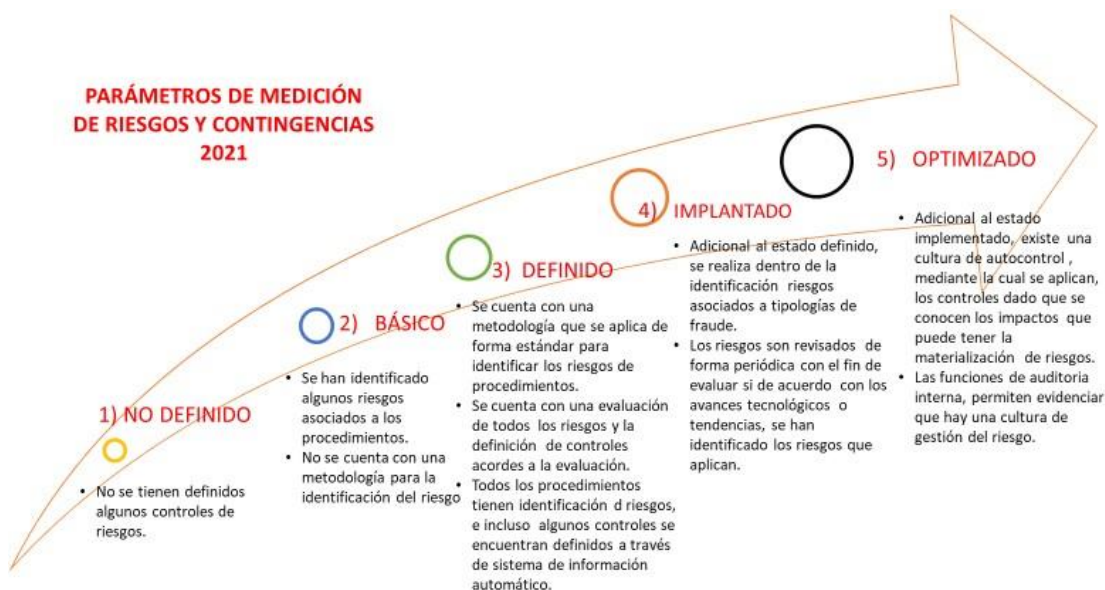 PARÁMETROS DE MEDICIÓN
DE RIESGOS Y CONTINGENCIAS
2021
1) NO DEFINIDO
• No se tienen definidos
algunos controles de
riesgos.
2) BÁSICO
• Se han identificado
algunos riesgos
asociados a los
procedimientos.
• No se cuenta con una
metodología para la
identificación del riesgo
3) DEFINIDO
• Se cuenta con una
metodología que se aplica de
forma estándar para
identificar los riesgos de
procedimientos.
• Se cuenta con una evaluación
de todos los riesgos y la
definición de controles
acordes a la evaluación.
• Todos los procedimientos
tienen identificación d riesgos,
e incluso algunos controles se
encuentran definidos a través
de sistema de información
automático.
4) IMPLANTADO
• Adicional al estado definido,
se realiza dentro de la
identificación riesgos
asociados a tipologías de
fraude.
• Los riesgos son revisados de
forma periódica con el fin de
evaluar si de acuerdo con los
avances tecnológicos o
tendencias, se han
identificado los riesgos que
aplican.
5) OPTIMIZADO
• Adicional al estado
implementado, existe una
cultura de autocontrol ,
mediante la cual se aplican,
los controles dado que se
conocen los impactos que
puede tener la
materialización de riesgos.
• Las funciones de auditoria
interna, permiten evidenciar
que hay una cultura de
gestión del riesgo.